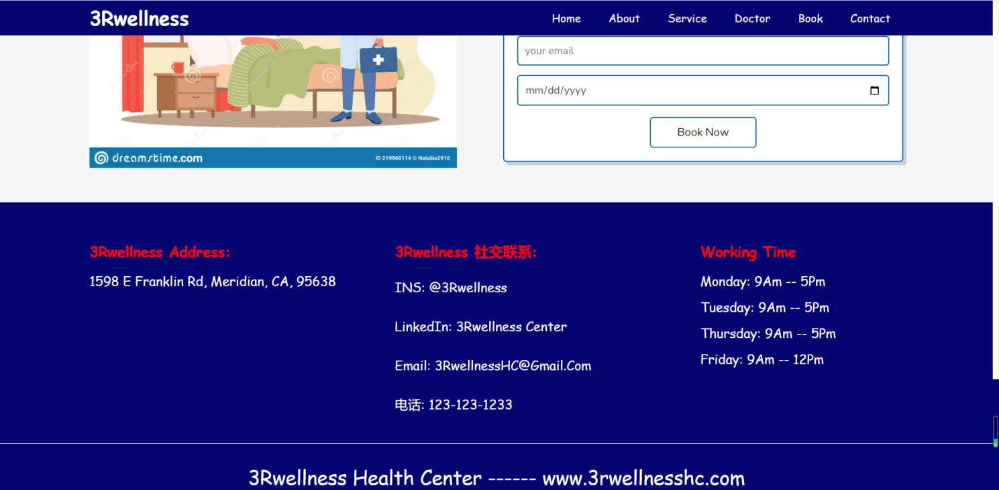 3Rwellness
Home About Service Doctor Book Contact
your email
mm/dd/yyyy
Book Now
dreamstime.com
ID 219860114 © Nataliia2910
3Rwellness Address:
1598 E Franklin Rd, Meridian, CA, 95638
3Rwellness 社交联系:
INS: @3Rwellness
LinkedIn: 3Rwellness Center
Email: 3RwellnessHC@Gmail.Com
电话: 123-123-1233
Working Time
Monday: 9Am -- 5Pm
Tuesday: 9Am -- 5Pm
Thursday: 9Am -- 5Pm
Friday: 9Am -- 12Pm
3Rwellness Health Center ------ www.3rwellnesshc.com